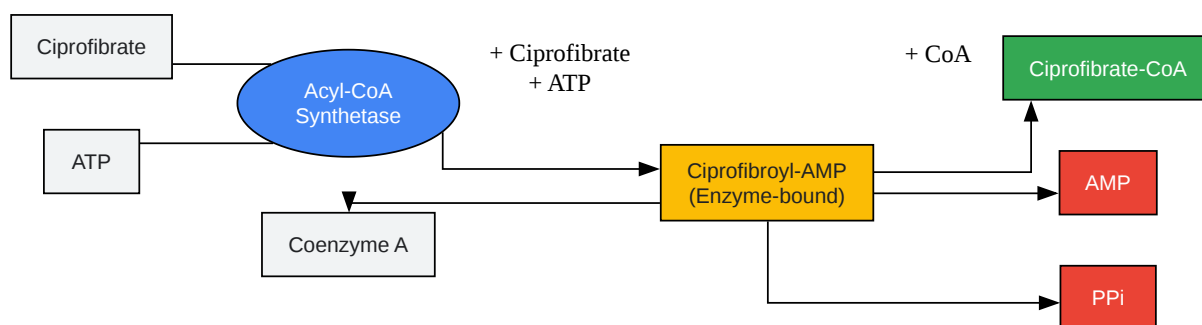 Ciprofibrate
ATP
Acyl-CoA
Synthetase
+ Ciprofibrate
+ ATP
Coenzyme A
Ciprofibroyl-AMP
(Enzyme-bound)
+ CoA
Ciprofibrate-CoA
AMP
PPi